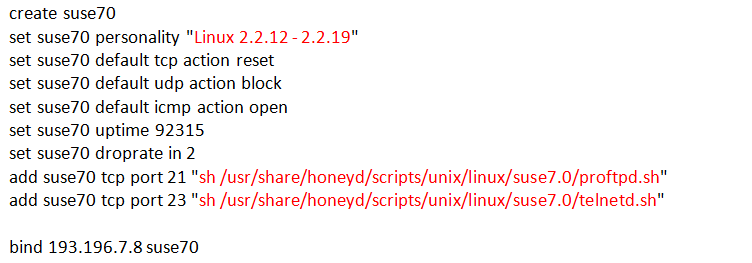 create suse70
set suse70 personality "Linux 2.2.12 - 2.2.19"
set suse70 default tcp action reset
set suse70 default udp action block
set suse70 default icmp action open
set suse70 uptime 92315
set suse70 droprate in 2
add suse70 tcp port 21 "sh /usr/share/honeyd/scripts/unix/linux/suse7.0/proftpd.sh"
add suse70 tcp port 23 "sh /usr/share/honeyd/scripts/unix/linux/suse7.0/telnetd.sh"
bind 193.196.7.8 suse70